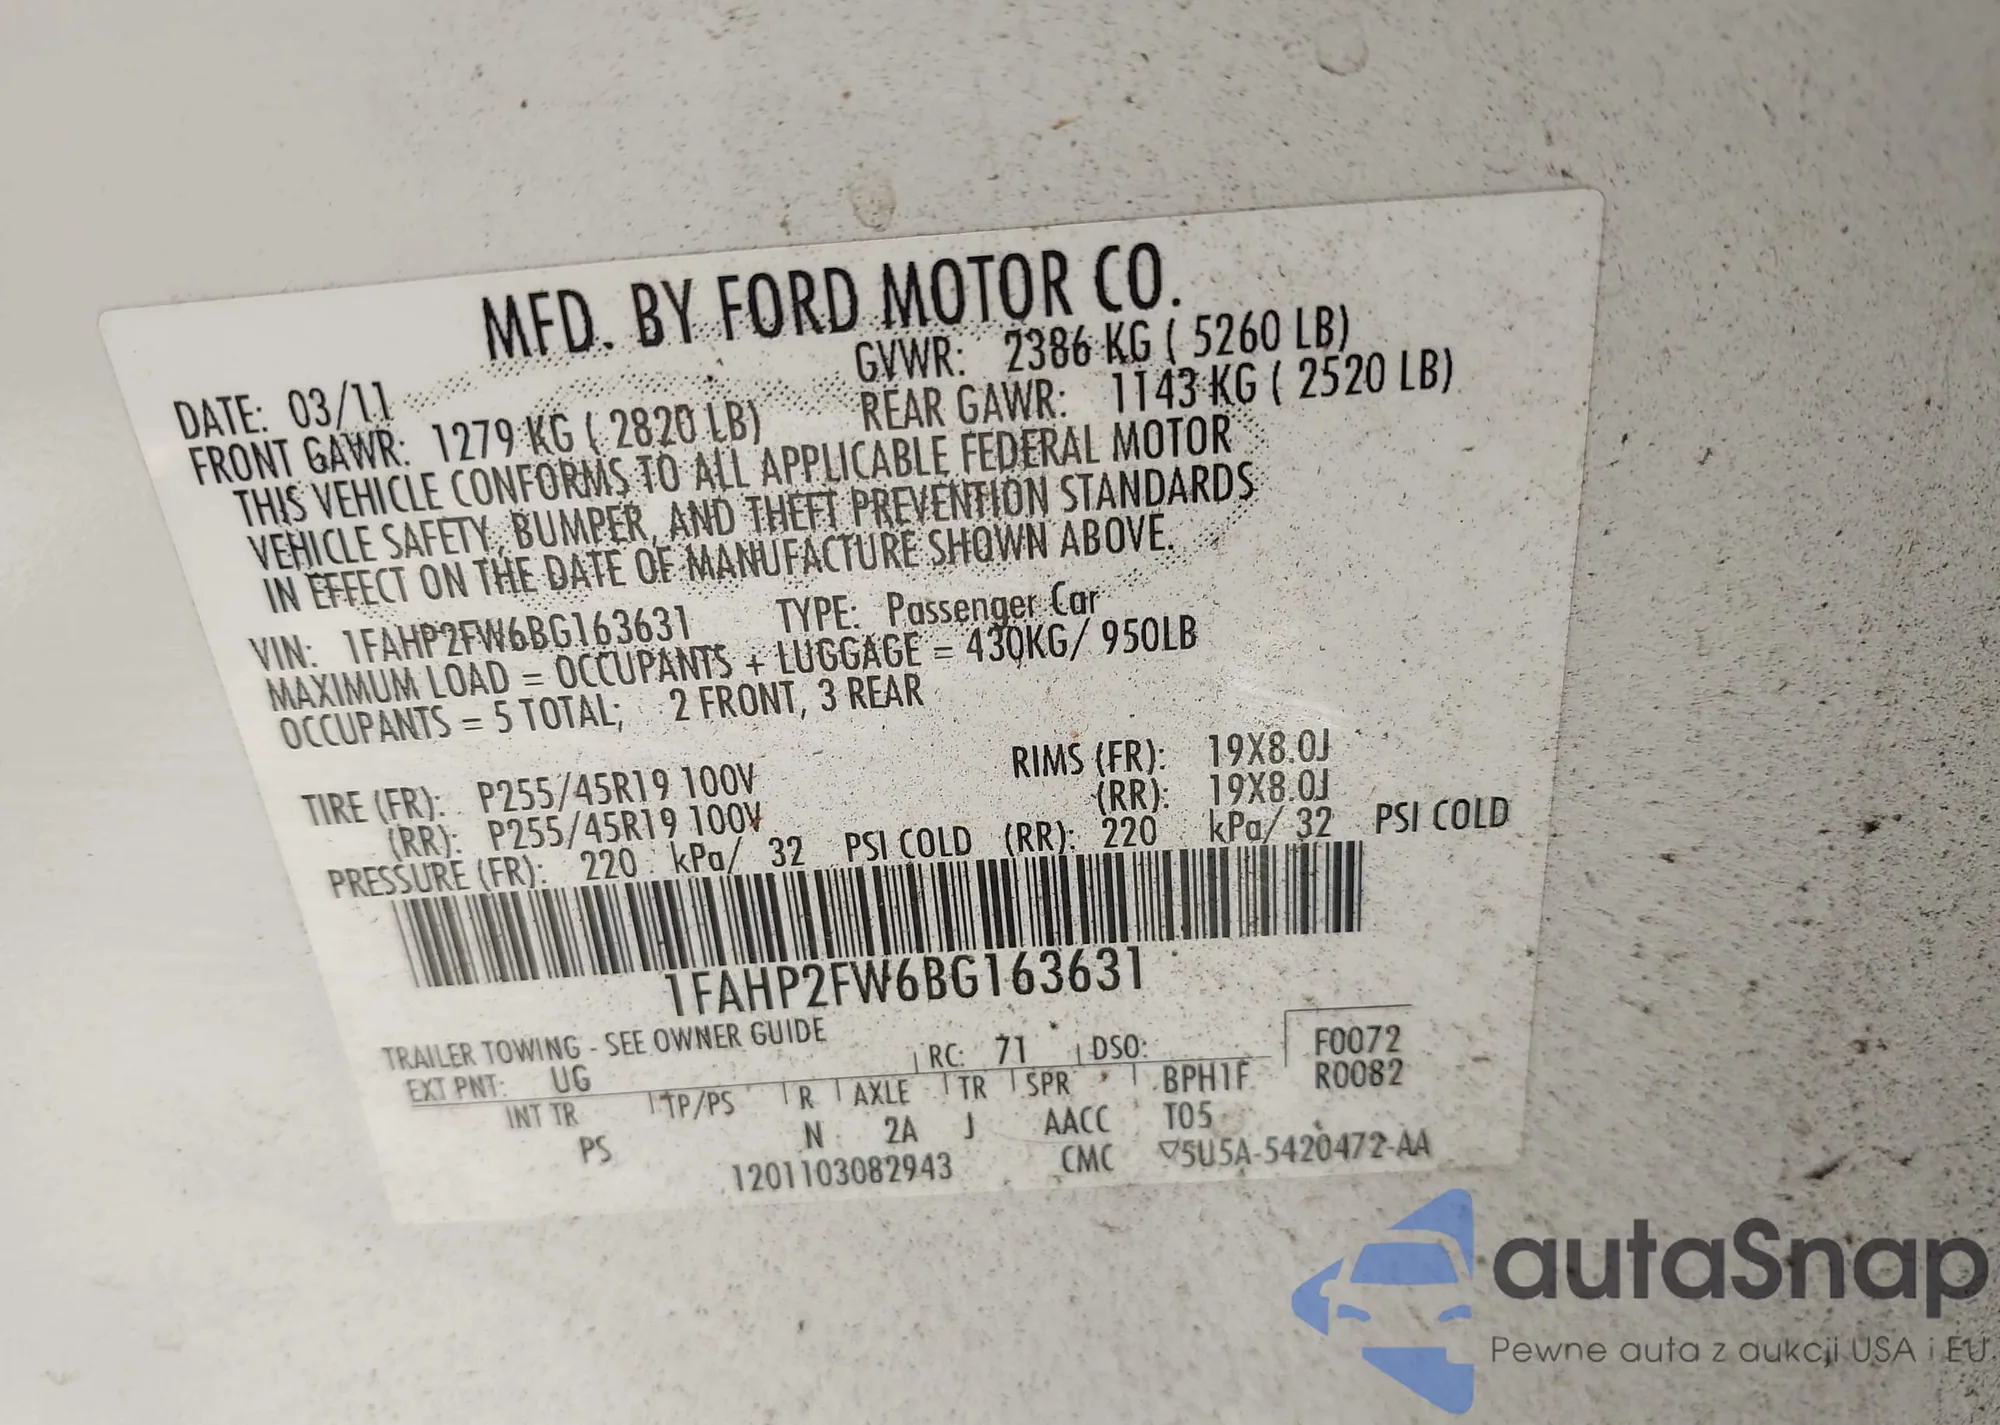 MFD. BY FORD MOTOR CO.
DATE: 03/11 GVWR: 2386 KG ( 5260 LB)
FRONT GAWR: 1279 KG ( 2820 LB) REAR GAWR: 1143 KG ( 2520 LB)
THIS VEHICLE CONFORMS TO ALL APPLICABLE FEDERAL MOTOR
VEHICLE SAFETY, BUMPER, AND THEFT PREVENTION STANDARDS
IN EFFECT ON THE DATE OF MANUFACTURE SHOWN ABOVE.
VIN: 1FAHP2FW6BG163631 TYPE: Passenger Car
MAXIMUM LOAD = OCCUPANTS + LUGGAGE = 430KG/ 950LB
OCCUPANTS = 5 TOTAL; 2 FRONT, 3 REAR
TIRE (FR): P255/45R19 100V RIMS (FR): 19X8.0J
(RR): P255/45R19 100V (RR): 19X8.0J
PRESSURE (FR): 220 kPa/ 32 PSI COLD (RR): 220 kPa/ 32 PSI COLD
1FAHP2FW6BG163631
TRAILER TOWING - SEE OWNER GUIDE
EXT PNT: UG RC: 71 DSO: F0072
INT TR TP/PS R AXLE TR SPR BPH1F R0082
PS N 2A J AACC T05
1201103082943 CMC ▽5U5A-5420472-AA
autaSnap
Pewne auta z aukcji USA i EU.